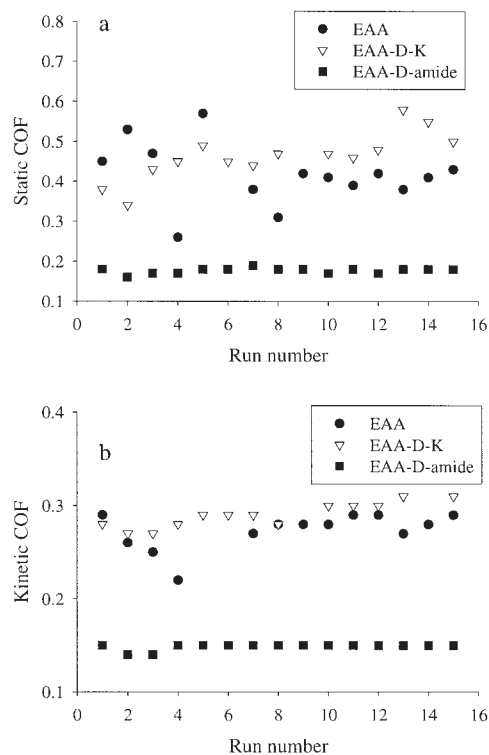 a
EAA
EAA-D-K
EAA-D-amide
0.8
0.7
0.6
0.5
0.4
0.3
0.2
0.1
Static COF
0 2 4 6 8 10 12 14 16
Run number
b
EAA
EAA-D-K
EAA-D-amide
0.4
0.3
0.2
0.1
Kinetic COF
0 2 4 6 8 10 12 14 16
Run number